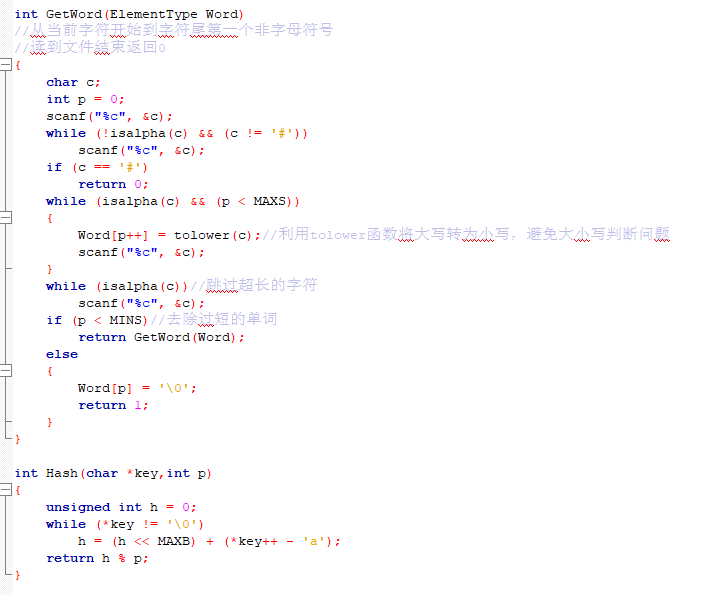 int GetWord(ElementType Word)
//从当前字符开始到字符尾第一个非字母符号
//读到文件结束返回0
{
    char c;
    int p = 0;
    scanf("%c", &c);
    while (!isalpha(c) && (c != '#'))
        scanf("%c", &c);
    if (c == '#')
        return 0;
    while (isalpha(c) && (p < MAXS))
    {
        Word[p++] = tolower(c);//利用tolower函数将大写转为小写，避免大小写判断问题
        scanf("%c", &c);
    }
    while (isalpha(c))//跳过超长的字符
        scanf("%c", &c);
    if (p < MINS)//去除过短的单词
        return GetWord(Word);
    else
    {
        Word[p] = '\0';
        return 1;
    }
}
int Hash(char *key,int p)
{
    unsigned int h = 0;
    while (*key != '\0')
        h = (h << MAXB) + (*key++ - 'a');
    return h % p;
}